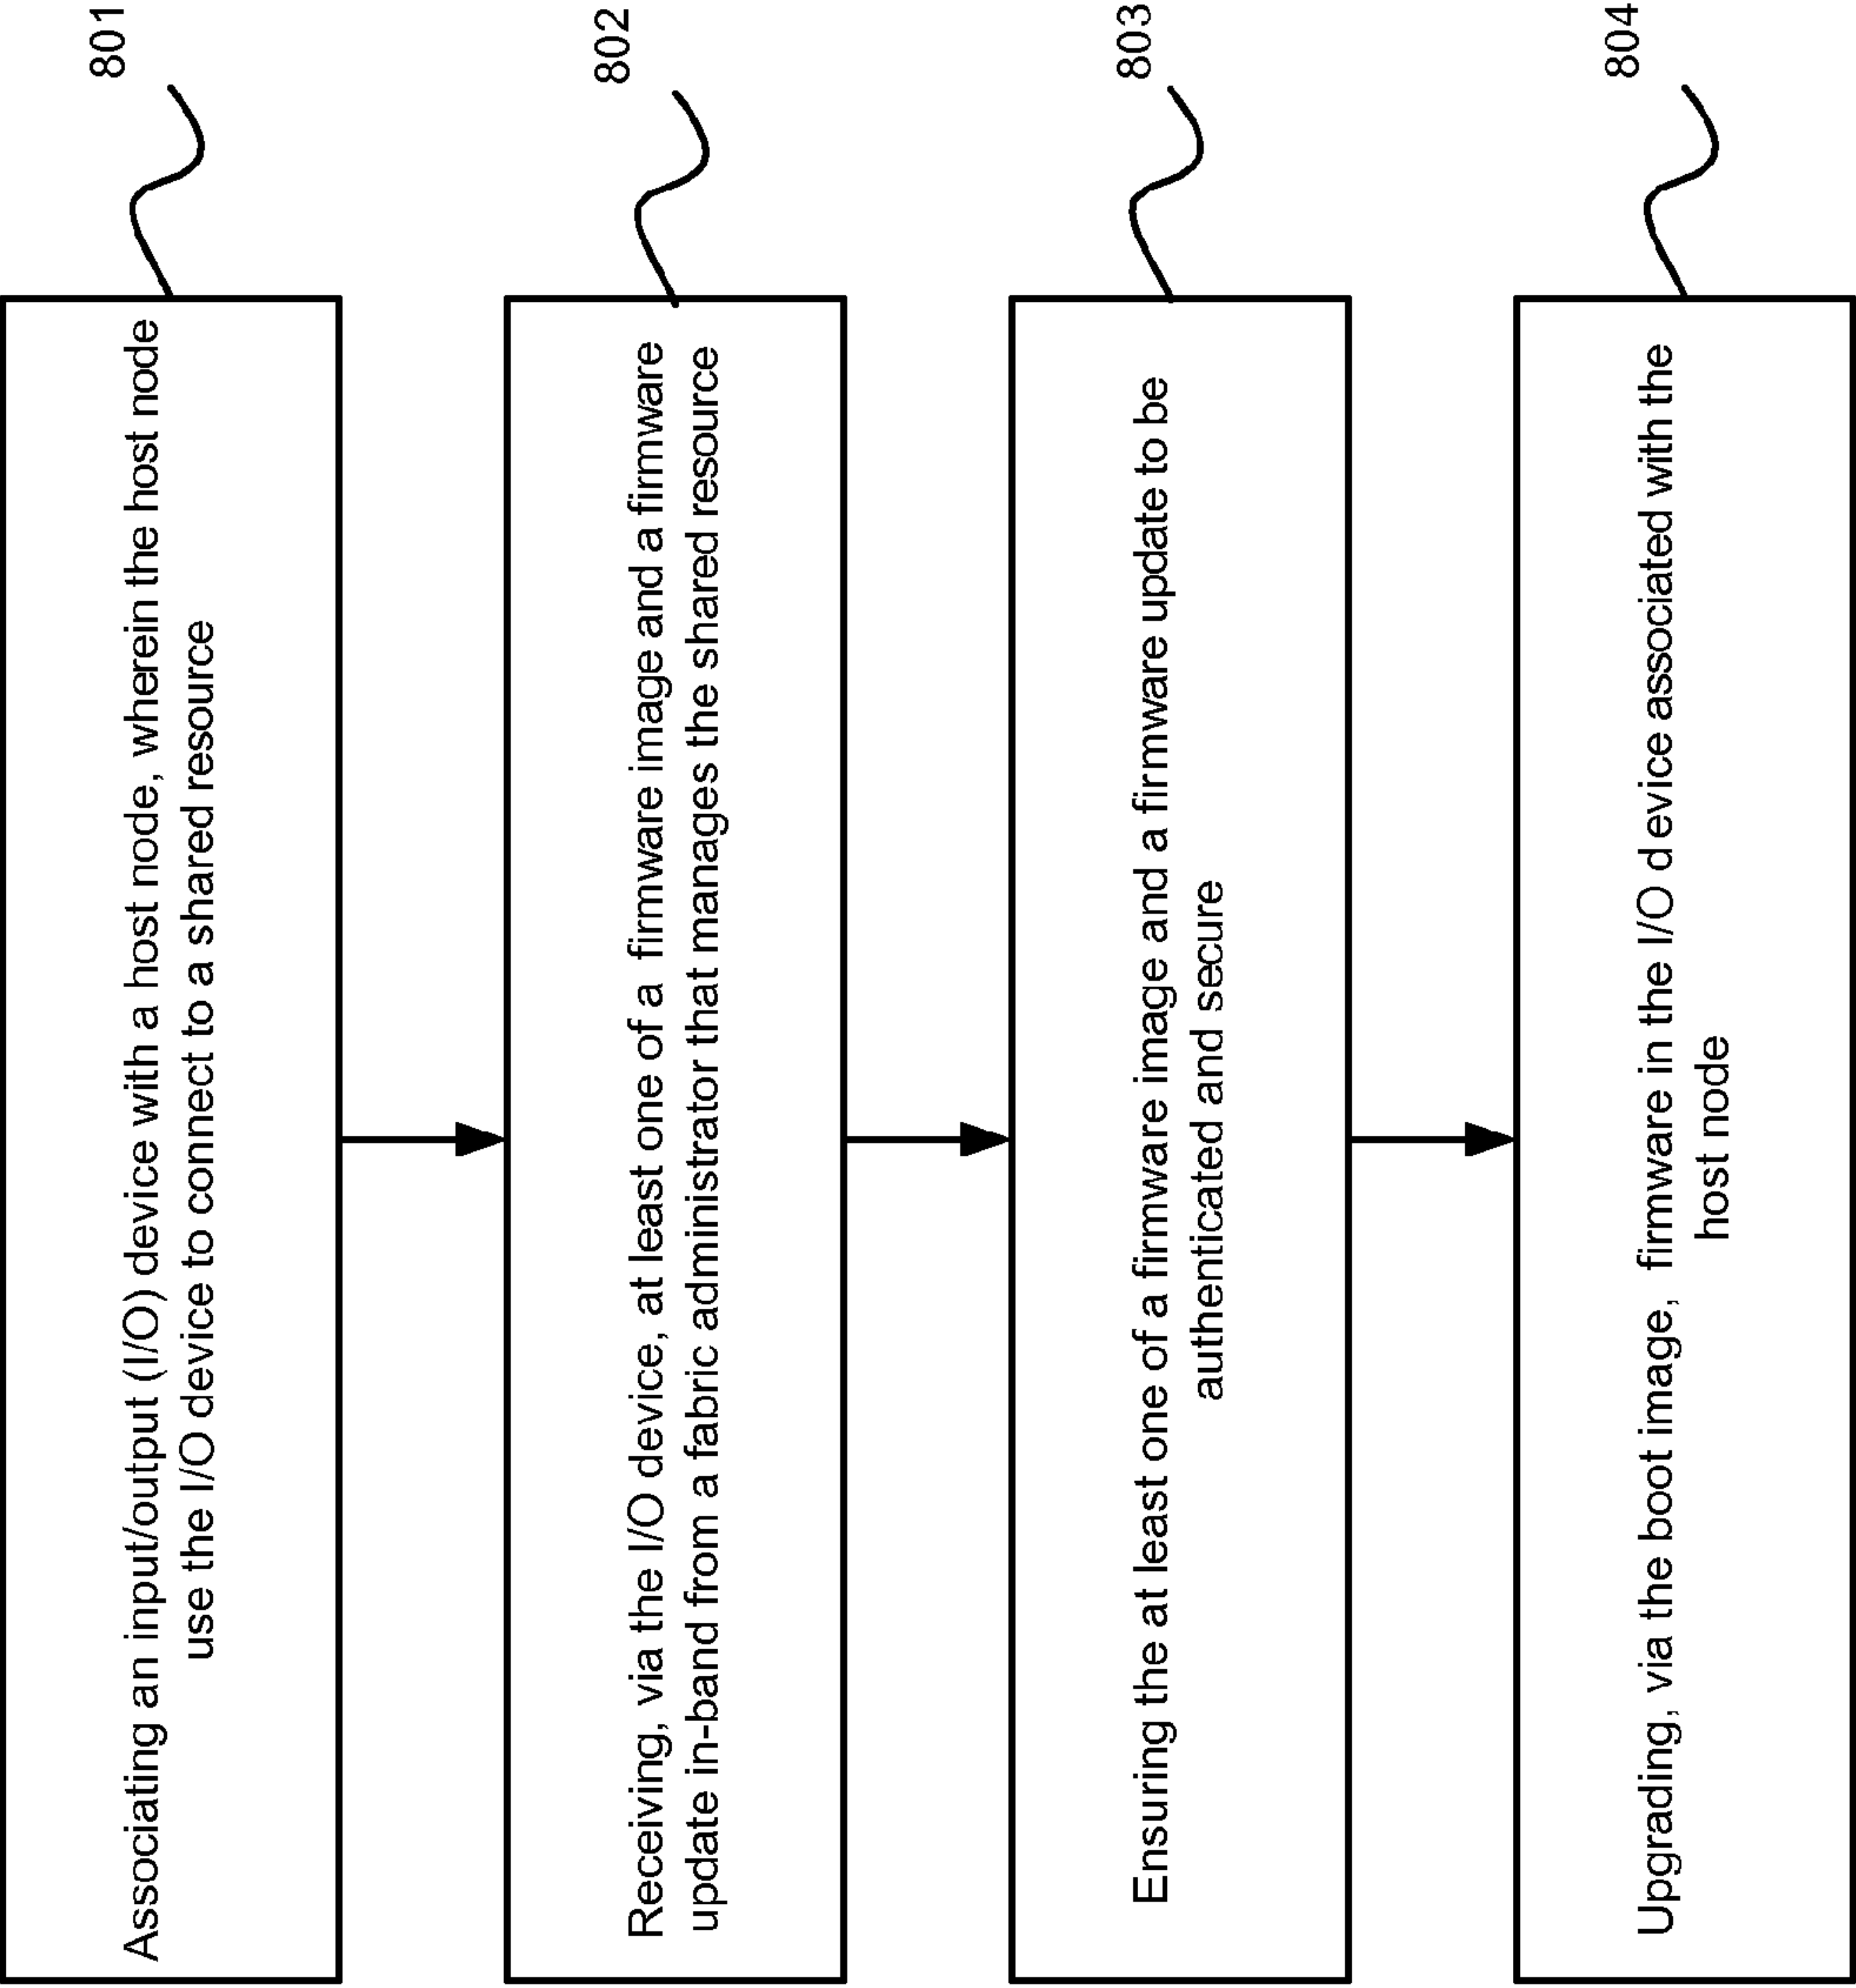 Associating an input/output (I/O) device with a host node, wherein the host node
use the I/O device to connect to a shared resource
801
Receiving, via the I/O device, at least one of a firmware image and a firmware
update in-band from a fabric administrator that manages the shared resource
802
Ensuring the at least one of a firmware image and a firmware update to be
authenticated and secure
803
Upgrading, via the boot image, firmware in the I/O device associated with the
host node
804